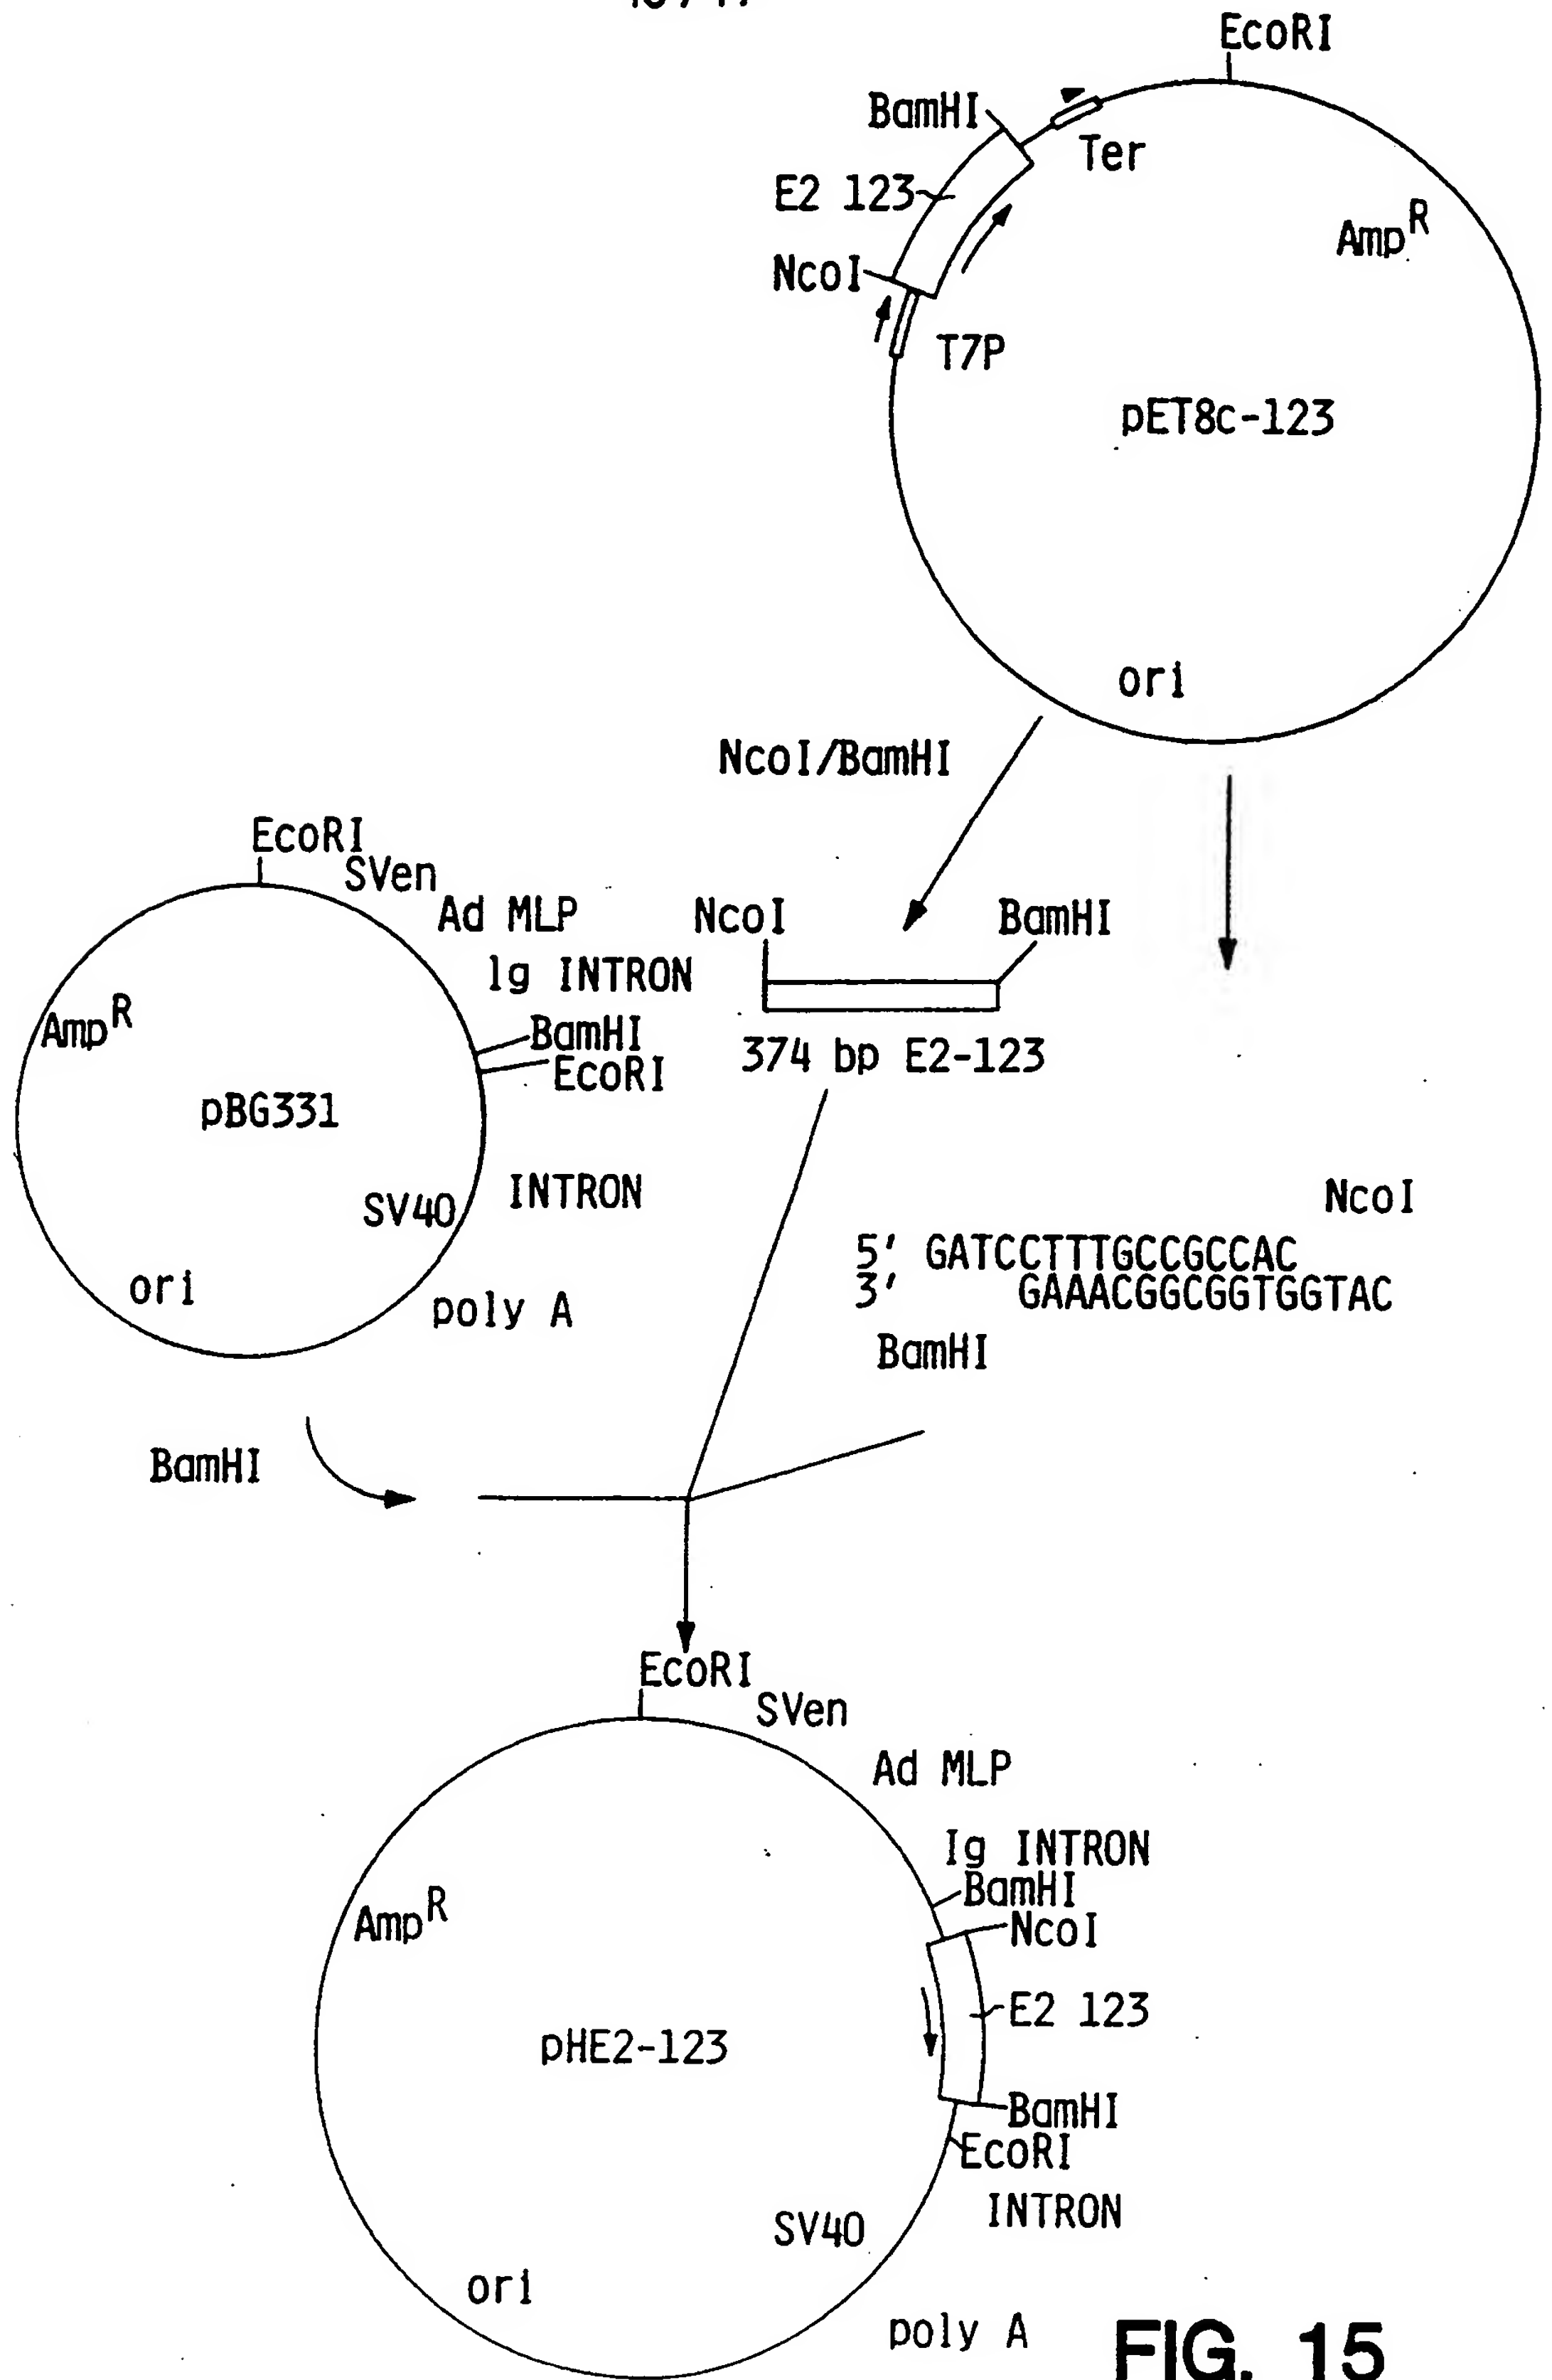 EcoRI
BamHI
Ter
E2 123
AmpR
NcoI
T7P
pET8c-123
ori
NcoI/BamHI
EcoRI
SVen
Ad MLP
NcoI
BamHI
lg INTRON
AmpR
BamHI
374 bp E2-123
EcoRI
pBG331
INTRON
SV40
NcoI
5' GATCCTTTGCCGCCAC
3' GAAACGGCGGTGGTAC
ori
poly A
BamHI
BamHI
EcoRI
SVen
Ad MLP
Ig INTRON
BamHI
AmpR
NcoI
E2 123
pHE2-123
BamHI
EcoRI
INTRON
SV40
ori
poly A
FIG. 15